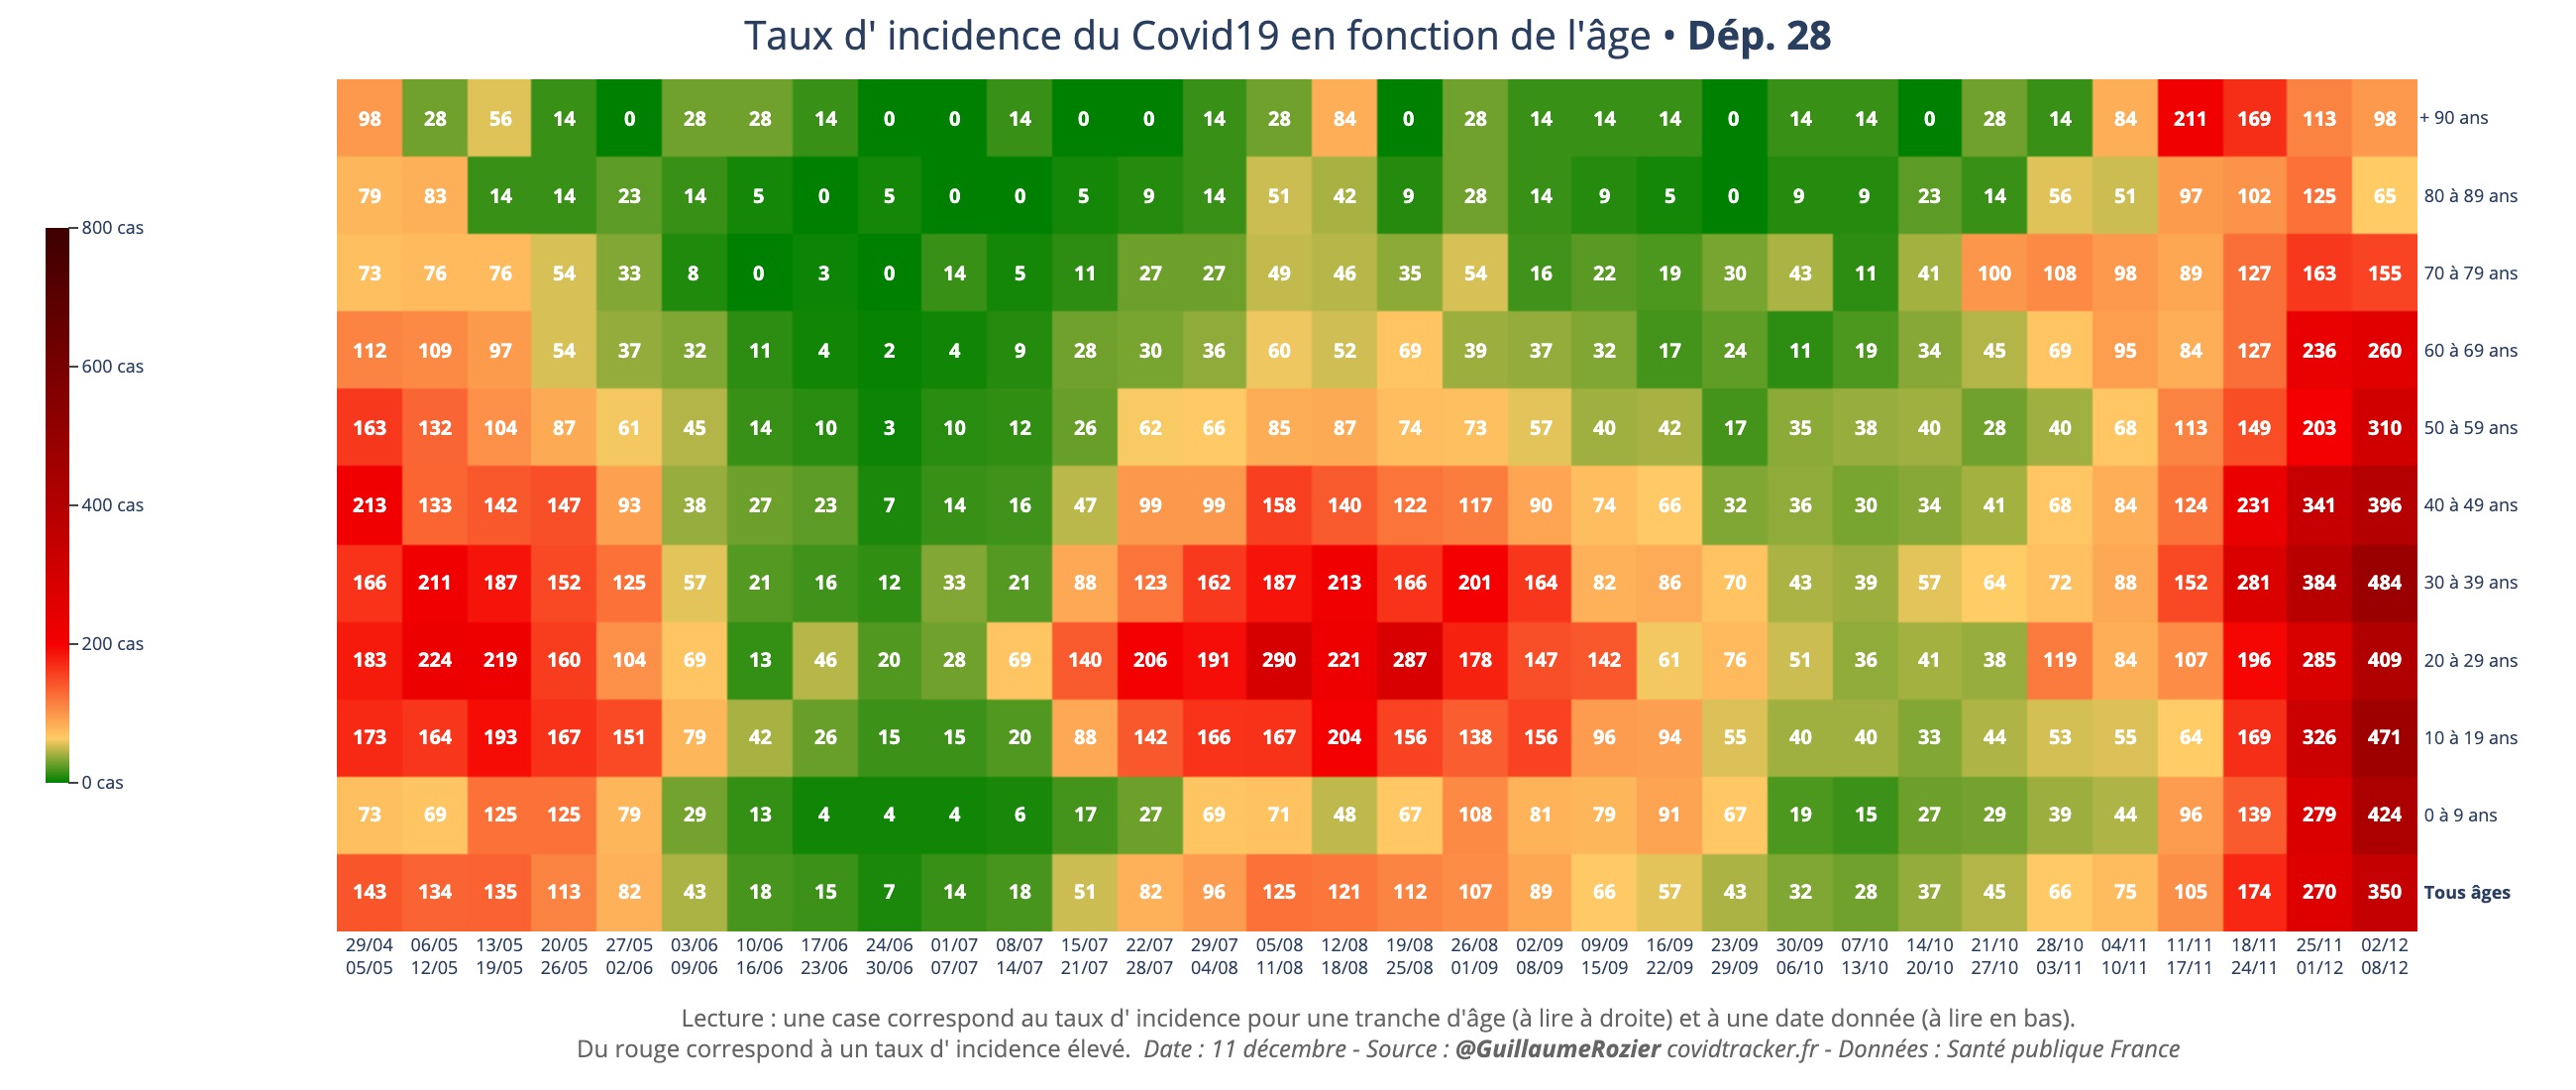 Taux d' incidence du Covid19 en fonction de l'âge • Dép. 28
800 cas
600 cas
400 cas
200 cas
0 cas
98 28 56 14 0 28 28 14 0 0 14 0 0 14 28 84 0 28 14 14 14 0 14 14 0 28 14 84 211 169 113 98 + 90 ans
79 83 14 14 23 14 5 0 5 0 0 5 9 14 51 42 9 28 14 9 5 0 9 9 23 14 56 51 97 102 125 65 80 à 89 ans
73 76 76 54 33 8 0 3 0 14 5 11 27 27 49 46 35 54 16 22 19 30 43 11 41 100 108 98 89 127 163 155 70 à 79 ans
112 109 97 54 37 32 11 4 2 4 9 28 30 36 60 52 69 39 37 32 17 24 11 19 34 45 69 95 84 127 236 260 60 à 69 ans
163 132 104 87 61 45 14 10 3 10 12 26 62 66 85 87 74 73 57 40 42 17 35 38 40 28 40 68 113 149 203 310 50 à 59 ans
213 133 142 147 93 38 27 23 7 14 16 47 99 99 158 140 122 117 90 74 66 32 36 30 34 41 68 84 124 231 341 396 40 à 49 ans
166 211 187 152 125 57 21 16 12 33 21 88 123 162 187 213 166 201 164 82 86 70 43 39 57 64 72 88 152 281 384 484 30 à 39 ans
183 224 219 160 104 69 13 46 20 28 69 140 206 191 290 221 287 178 147 142 61 76 51 36 41 38 119 84 107 196 285 409 20 à 29 ans
173 164 193 167 151 79 42 26 15 15 20 88 142 166 167 204 156 138 156 96 94 55 40 40 33 44 53 55 64 169 326 471 10 à 19 ans
73 69 125 125 79 29 13 4 4 4 6 17 27 69 71 48 67 108 81 79 91 67 19 15 27 29 39 44 96 139 279 424 0 à 9 ans
143 134 135 113 82 43 18 15 7 14 18 51 82 96 125 121 112 107 89 66 57 43 32 28 37 45 66 75 105 174 270 350 Tous âges
29/04 06/05 13/05 20/05 27/05 03/06 10/06 17/06 24/06 01/07 08/07 15/07 22/07 29/07 05/08 12/08 19/08 26/08 02/09 09/09 16/09 23/09 30/09 07/10 14/10 21/10 28/10 04/11 11/11 18/11 25/11 02/12
05/05 12/05 19/05 26/05 02/06 09/06 16/06 23/06 30/06 07/07 14/07 21/07 28/07 04/08 11/08 18/08 25/08 01/09 08/09 15/09 22/09 29/09 06/10 13/10 20/10 27/10 03/11 10/11 17/11 24/11 01/12 08/12
Lecture : une case correspond au taux d' incidence pour une tranche d'âge (à lire à droite) et à une date donnée (à lire en bas).
Du rouge correspond à un taux d' incidence élevé. Date : 11 décembre - Source : @GuillaumeRozier covidtracker.fr - Données : Santé publique France